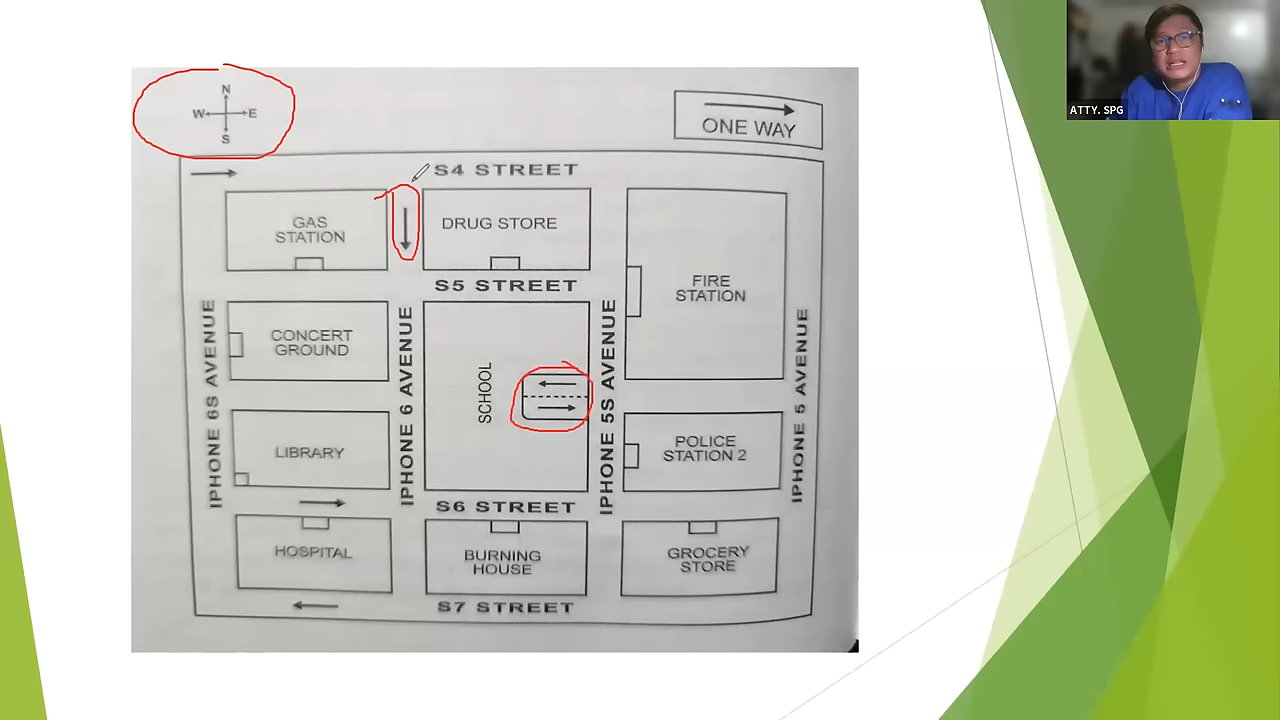 N
W E
S
ONE WAY
S4 STREET
GAS
STATION
DRUG STORE
S5 STREET
FIRE
STATION
CONCERT
GROUND
IPHONE 6S AVENUE
IPHONE 6 AVENUE
SCHOOL
IPHONE 5S AVENUE
IPHONE 5 AVENUE
LIBRARY
POLICE
STATION 2
S6 STREET
HOSPITAL
BURNING
HOUSE
GROCERY
STORE
S7 STREET
ATTY. SPG